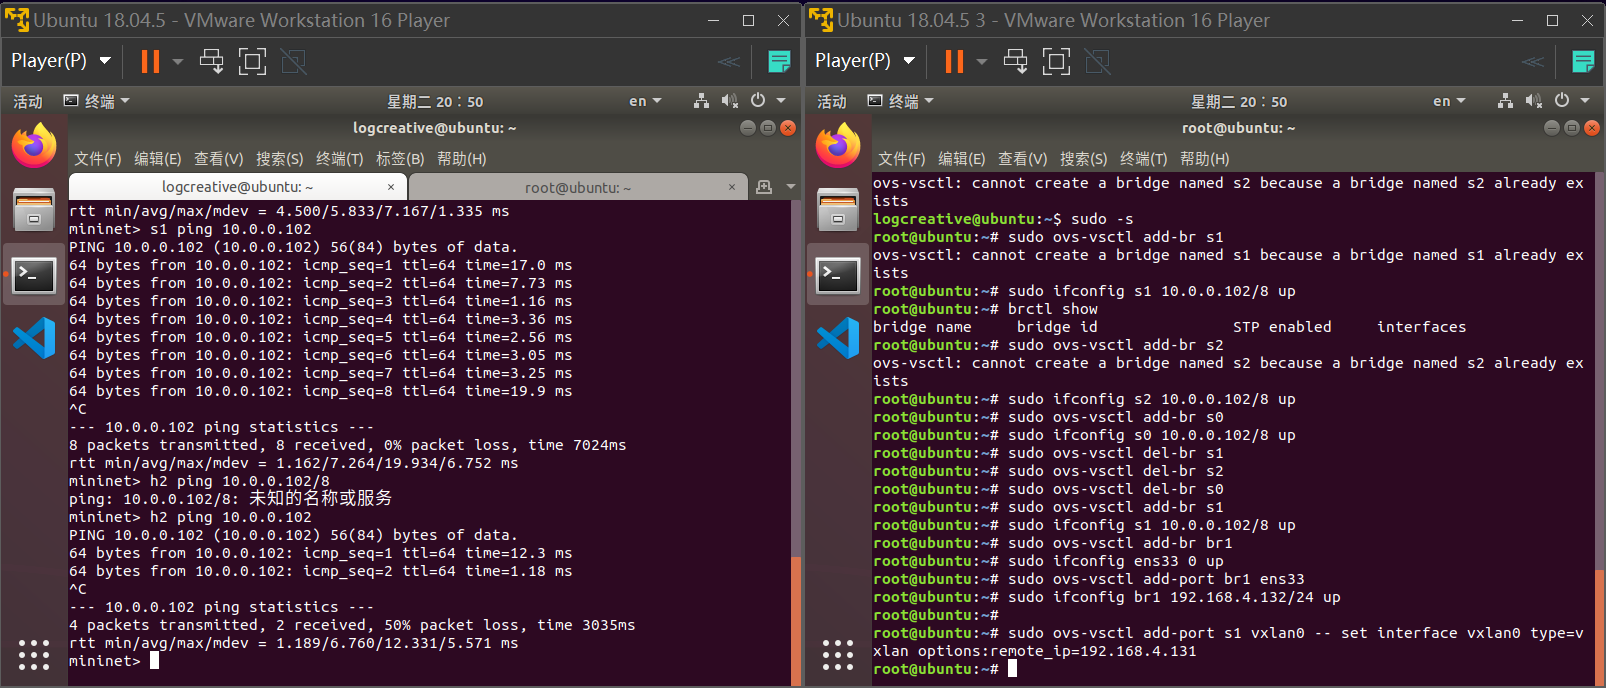 Ubuntu 18.04.5 - VMware Workstation 16 Player
Player(P)
活动
终端
星期二 20：50
en
logcreative@ubuntu: ~
文件(F) 编辑(E) 查看(V) 搜索(S) 终端(T) 标签(B) 帮助(H)
logcreative@ubuntu: ~ ×
root@ubuntu: ~ ×
rtt min/avg/max/mdev = 4.500/5.833/7.167/1.335 ms
mininet> s1 ping 10.0.0.102
PING 10.0.0.102 (10.0.0.102) 56(84) bytes of data.
64 bytes from 10.0.0.102: icmp_seq=1 ttl=64 time=17.0 ms
64 bytes from 10.0.0.102: icmp_seq=2 ttl=64 time=7.73 ms
64 bytes from 10.0.0.102: icmp_seq=3 ttl=64 time=1.16 ms
64 bytes from 10.0.0.102: icmp_seq=4 ttl=64 time=3.36 ms
64 bytes from 10.0.0.102: icmp_seq=5 ttl=64 time=2.56 ms
64 bytes from 10.0.0.102: icmp_seq=6 ttl=64 time=3.05 ms
64 bytes from 10.0.0.102: icmp_seq=7 ttl=64 time=3.25 ms
64 bytes from 10.0.0.102: icmp_seq=8 ttl=64 time=19.9 ms
^C
--- 10.0.0.102 ping statistics ---
8 packets transmitted, 8 received, 0% packet loss, time 7024ms
rtt min/avg/max/mdev = 1.162/7.264/19.934/6.752 ms
mininet> h2 ping 10.0.0.102/8
ping: 10.0.0.102/8: 未知的名称或服务
mininet> h2 ping 10.0.0.102
PING 10.0.0.102 (10.0.0.102) 56(84) bytes of data.
64 bytes from 10.0.0.102: icmp_seq=1 ttl=64 time=12.3 ms
64 bytes from 10.0.0.102: icmp_seq=2 ttl=64 time=1.18 ms
^C
--- 10.0.0.102 ping statistics ---
4 packets transmitted, 2 received, 50% packet loss, time 3035ms
rtt min/avg/max/mdev = 1.189/6.760/12.331/5.571 ms
mininet>
Ubuntu 18.04.5 3 - VMware Workstation 16 Player
Player(P)
活动
终端
星期二 20：50
en
root@ubuntu: ~
文件(F) 编辑(E) 查看(V) 搜索(S) 终端(T) 帮助(H)
ovs-vsctl: cannot create a bridge named s2 because a bridge named s2 already ex
ists
logcreative@ubuntu:~$ sudo -s
root@ubuntu:~# sudo ovs-vsctl add-br s1
ovs-vsctl: cannot create a bridge named s1 because a bridge named s1 already ex
ists
root@ubuntu:~# sudo ifconfig s1 10.0.0.102/8 up
root@ubuntu:~# brctl show
bridge name     bridge id               STP enabled     interfaces
root@ubuntu:~# sudo ovs-vsctl add-br s2
ovs-vsctl: cannot create a bridge named s2 because a bridge named s2 already ex
ists
root@ubuntu:~# sudo ifconfig s2 10.0.0.102/8 up
root@ubuntu:~# sudo ovs-vsctl add-br s0
root@ubuntu:~# sudo ifconfig s0 10.0.0.102/8 up
root@ubuntu:~# sudo ovs-vsctl del-br s1
root@ubuntu:~# sudo ovs-vsctl del-br s2
root@ubuntu:~# sudo ovs-vsctl del-br s0
root@ubuntu:~# sudo ovs-vsctl add-br s1
root@ubuntu:~# sudo ifconfig s1 10.0.0.102/8 up
root@ubuntu:~# sudo ovs-vsctl add-br br1
root@ubuntu:~# sudo ifconfig ens33 0 up
root@ubuntu:~# sudo ovs-vsctl add-port br1 ens33
root@ubuntu:~# sudo ifconfig br1 192.168.4.132/24 up
root@ubuntu:~#
root@ubuntu:~# sudo ovs-vsctl add-port s1 vxlan0 -- set interface vxlan0 type=v
xlan options:remote_ip=192.168.4.131
root@ubuntu:~#